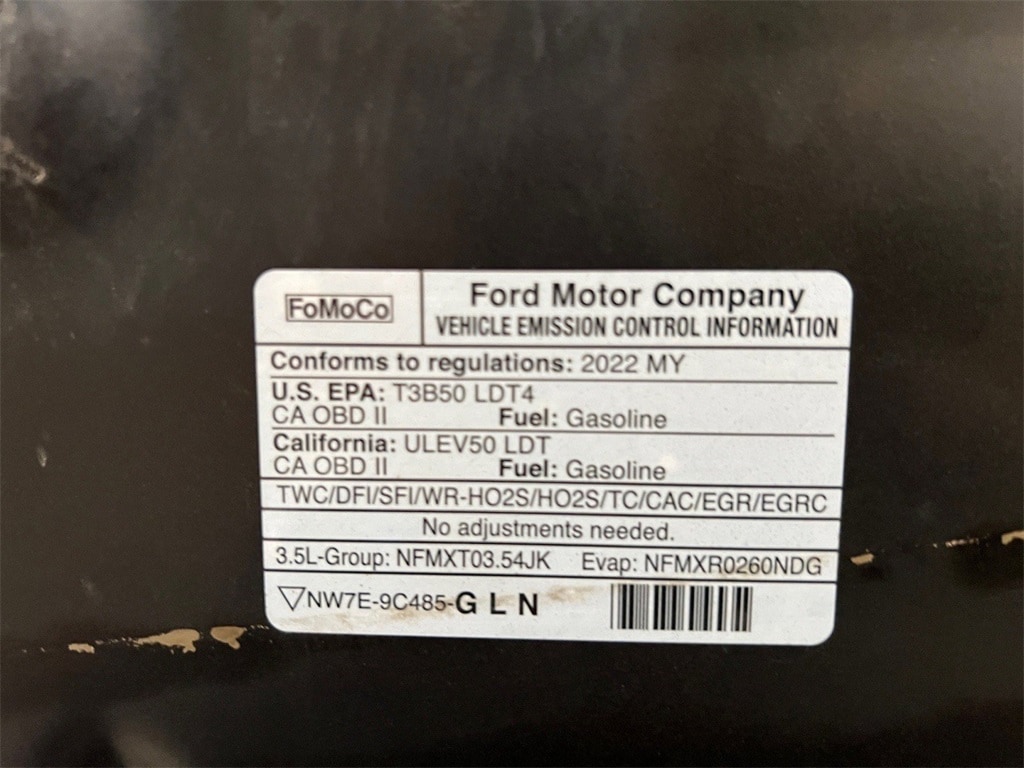 FoMoCo
Ford Motor Company
VEHICLE EMISSION CONTROL INFORMATION
Conforms to regulations: 2022 MY
U.S. EPA: T3B50 LDT4
CA OBD II Fuel: Gasoline
California: ULEV50 LDT
CA OBD II Fuel: Gasoline
TWC/DFI/SFI/WR-HO2S/HO2S/TC/CAC/EGR/EGRC
No adjustments needed.
3.5L-Group: NFMXT03.54JK Evap: NFMXR0260NDG
▽NW7E-9C485-G L N